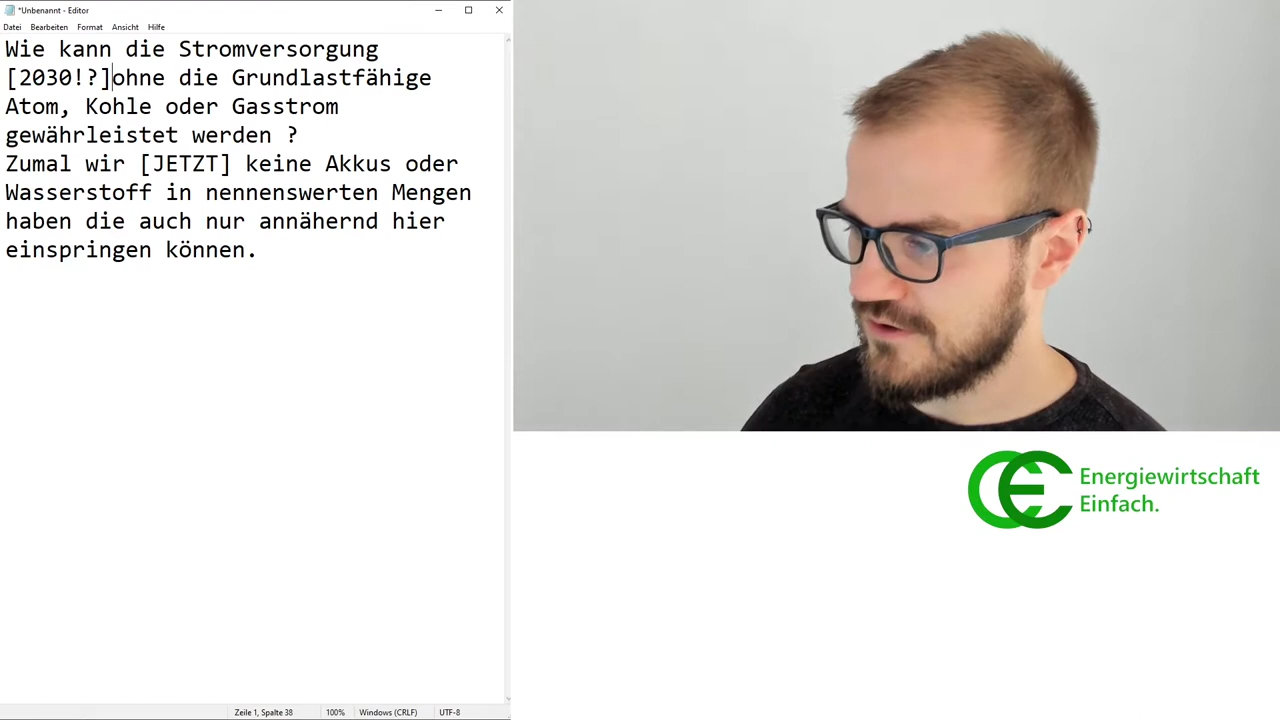 *Unbenannt - Editor
Datei Bearbeiten Format Ansicht Hilfe
Wie kann die Stromversorgung
[2030!?]ohne die Grundlastfähige
Atom, Kohle oder Gasstrom
gewährleistet werden ?
Zumal wir [JETZT] keine Akkus oder
Wasserstoff in nennenswerten Mengen
haben die auch nur annähernd hier
einspringen können.
Energiewirtschaft
Einfach.
Zeile 1, Spalte 38 100% Windows (CRLF) UTF-8